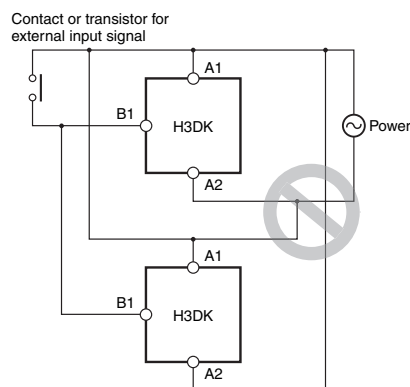 Contact or transistor for
external input signal
A1
B1
H3DK
Power
A2
A1
B1
H3DK
A2